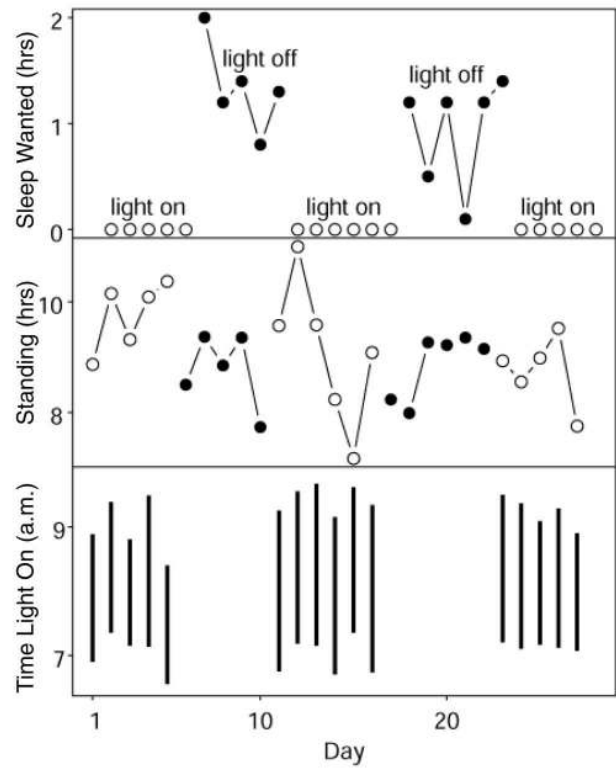 Sleep Wanted (hrs)
2
1
0
light off
light off
light on
light on
light on
Standing (hrs)
10
8
Time Light On (a.m.)
9
7
1
10
20
Day